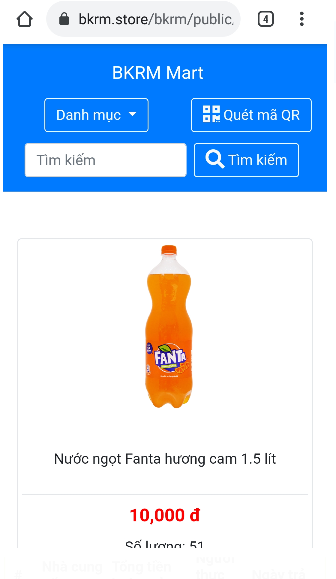 bkrm.store/bkrm/public,
4
BKRM Mart
Danh mục
Quét mã QR
Tìm kiếm
Tìm kiếm
FANTA
Nước ngọt Fanta hương cam 1.5 lít
10,000 đ
Số lượng: 51